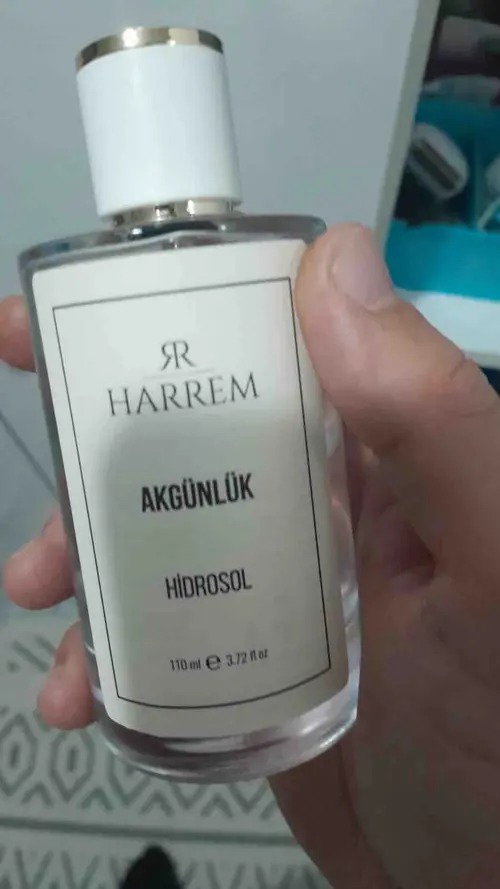 RR
HARREM
AKGÜNLÜK
HİDROSOL
110 ml ℮ 3.72 fl oz